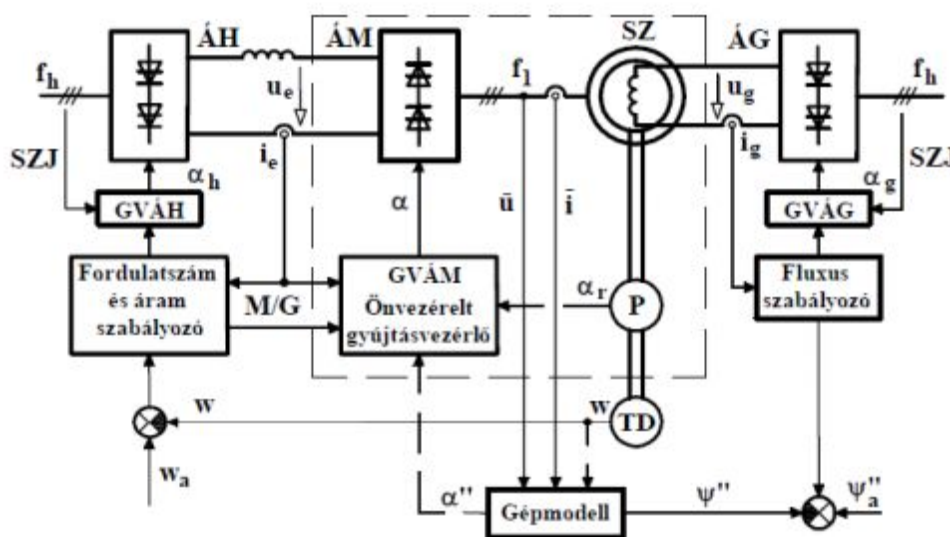 ÁH
ÁM
SZ
ÁG
f_h
u_e
f_1
u_g
f_h
SZJ
i_e
i_g
SZJ
α_h
α
ū
ī
α_g
GVÁH
GVÁG
Fordulatszám
és áram
szabályozó
M/G
GVÁM
Önvezérelt
gyújtásvezérlő
α_r
P
Fluxus
szabályozó
w
w
TD
w_a
α''
Gépmodell
ψ''
ψ''_a